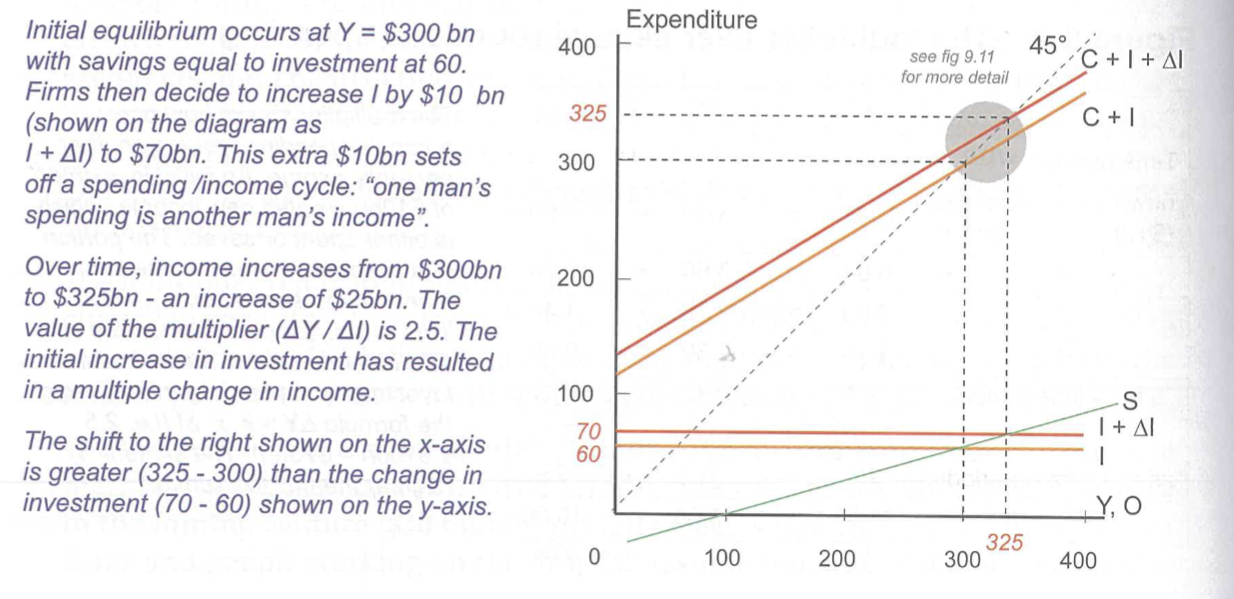 Initial equilibrium occurs at Y = $300 bn
with savings equal to investment at 60.
Firms then decide to increase I by $10 bn
(shown on the diagram as
I + ΔI) to $70bn. This extra $10bn sets
off a spending /income cycle: “one man’s
spending is another man’s income”.
Over time, income increases from $300bn
to $325bn - an increase of $25bn. The
value of the multiplier (ΔY / ΔI) is 2.5. The
initial increase in investment has resulted
in a multiple change in income.
The shift to the right shown on the x-axis
is greater (325 - 300) than the change in
investment (70 - 60) shown on the y-axis.
Expenditure
400
45°
C + I + ΔI
see fig 9.11
for more detail
325
C + I
300
200
100
S
70
I + ΔI
60
I
Y, O
0
100
200
300
325
400